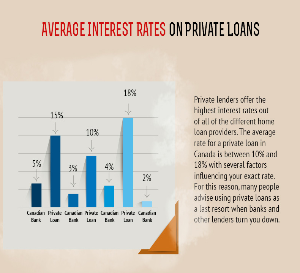 AVERAGE INTEREST RATES ON PRIVATE LOANS
18%
15%
10%
5%
3%
4%
2%
Canadian Bank
Private Loan
Canadian Bank
Private Loan
Canadian Bank
Private Loan
Canadian Bank
Private lenders offer the
highest interest rates out
of all of the different home
loan providers. The average
rate for a private loan in
Canada is between 10% and
18% with several factors
influencing your exact rate.
For this reason, many people
advise using private loans as
a last resort when banks and
other lenders turn you down.